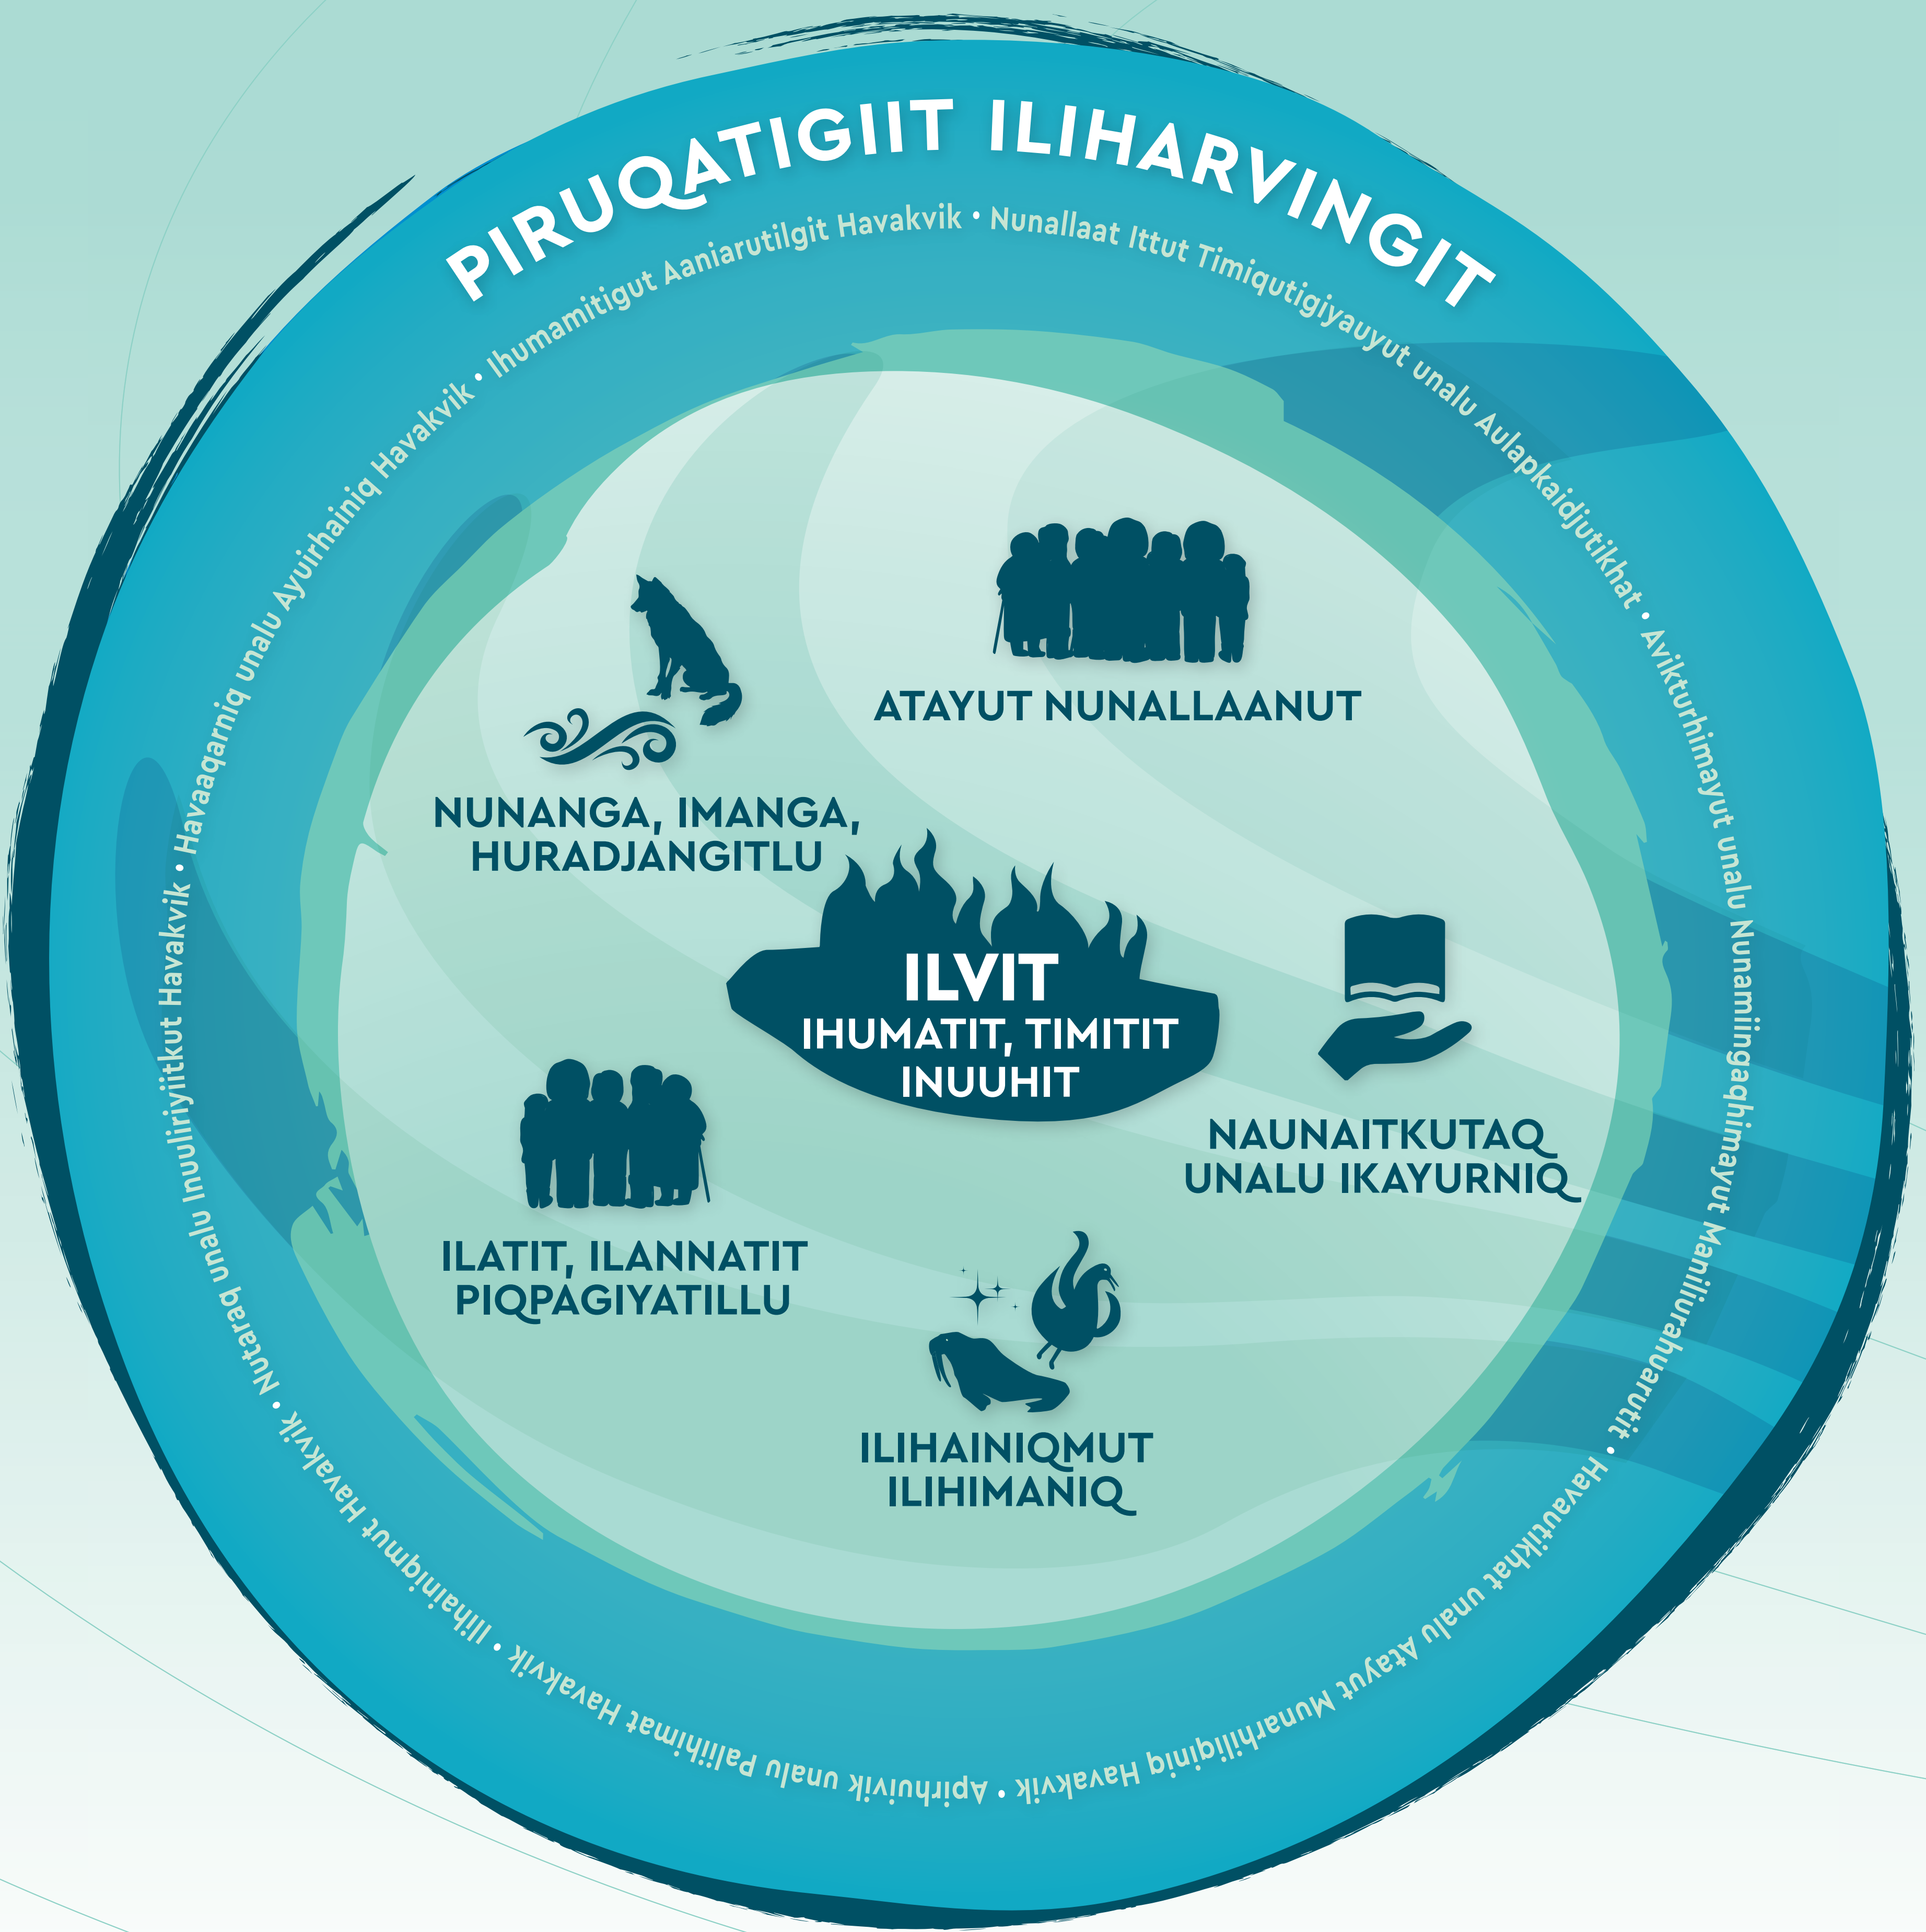 PIRUQATIGIIT ILIHARVINGIT
Ihumamitigut Aaniarutilgit Havakvik • Nunallaat Ittut Timiqutigiyauyut unalu Aulapkaidjutikhat • Avikturhimayut unalu Nunamiingaqhimayut Maniliurahuarutit • Havautikhat unalu Atayut Munarhiliqiniq Havakvik • Apirhuivik unalu Paliihimat Havakvik • Ilihainiqmut Havakvik • Nutaraq unalu Inuuliriyiitkut Havakvik • Havaaqarniq unalu Ayuirhainiq Havakvik •
ATAYUT NUNALLAANUT
NUNANGA, IMANGA,
HURADJANGITLU
ILVIT
IHUMATIT, TIMITIT
INUUHIT
NAUNAITKUTAQ
UNALU IKAYURNIQ
ILATIT, ILANNATIT
PIQPAGIYATILLU
ILIHAINIQMUT
ILIHIMANIQ